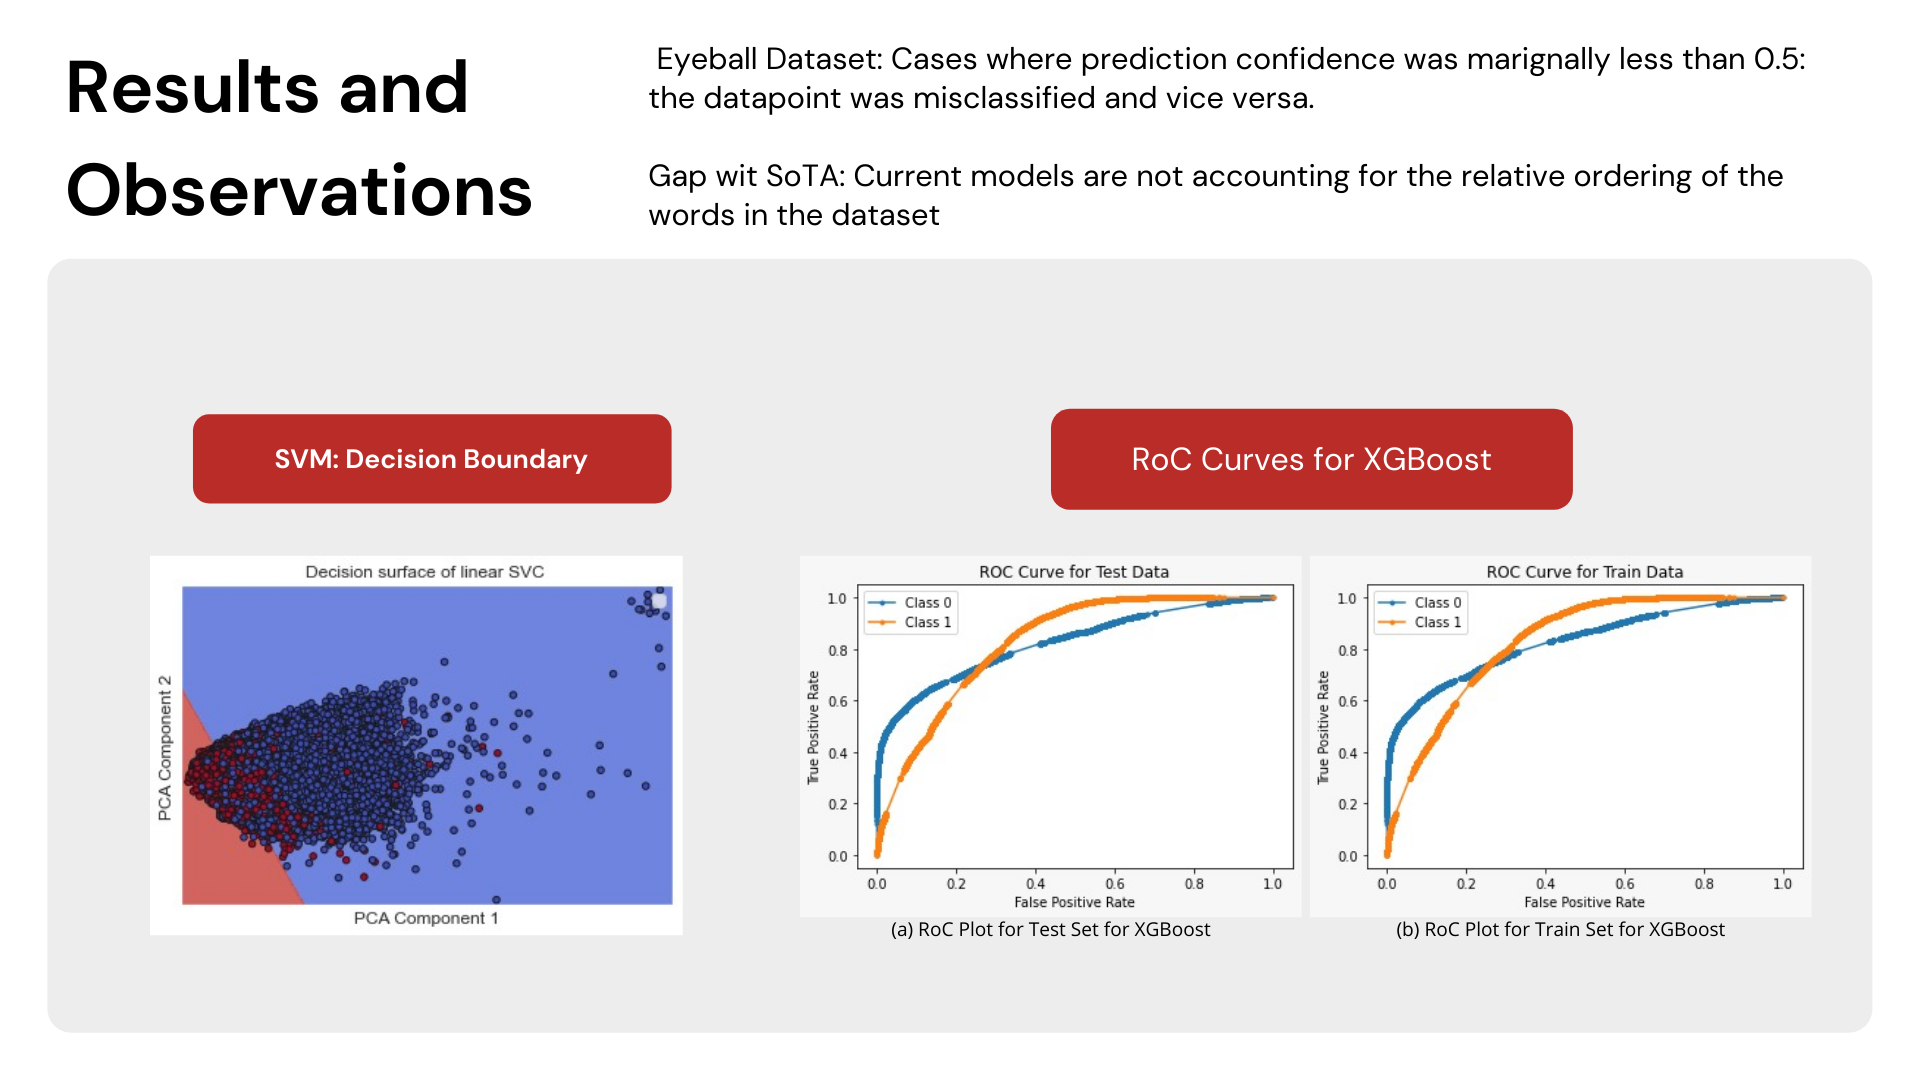 Results and
Observations
Eyeball Dataset: Cases where prediction confidence was marignally less than 0.5:
the datapoint was misclassified and vice versa.
Gap wit SoTA: Current models are not accounting for the relative ordering of the
words in the dataset
SVM: Decision Boundary
RoC Curves for XGBoost
Decision surface of linear SVC
PCA Component 2
PCA Component 1
ROC Curve for Test Data
Class 0
Class 1
1.0
0.8
0.6
0.4
0.2
0.0
True Positive Rate
0.0 0.2 0.4 0.6 0.8 1.0
False Positive Rate
(a) RoC Plot for Test Set for XGBoost
ROC Curve for Train Data
Class 0
Class 1
1.0
0.8
0.6
0.4
0.2
0.0
True Positive Rate
0.0 0.2 0.4 0.6 0.8 1.0
False Positive Rate
(b) RoC Plot for Train Set for XGBoost